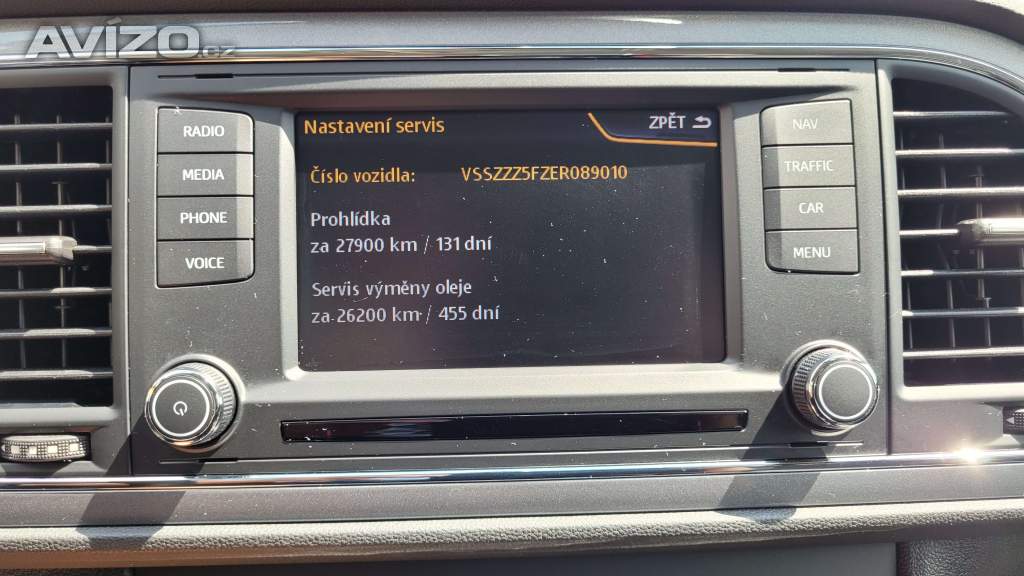 AVÍZO.cz
RADIO
MEDIA
PHONE
VOICE
Nastavení servis
ZPĚT
Číslo vozidla: VSSZZZ5FZER089010
Prohlídka
za 27900 km / 131 dní
Servis výměny oleje
za 26200 km / 455 dní
NAV
TRAFFIC
CAR
MENU